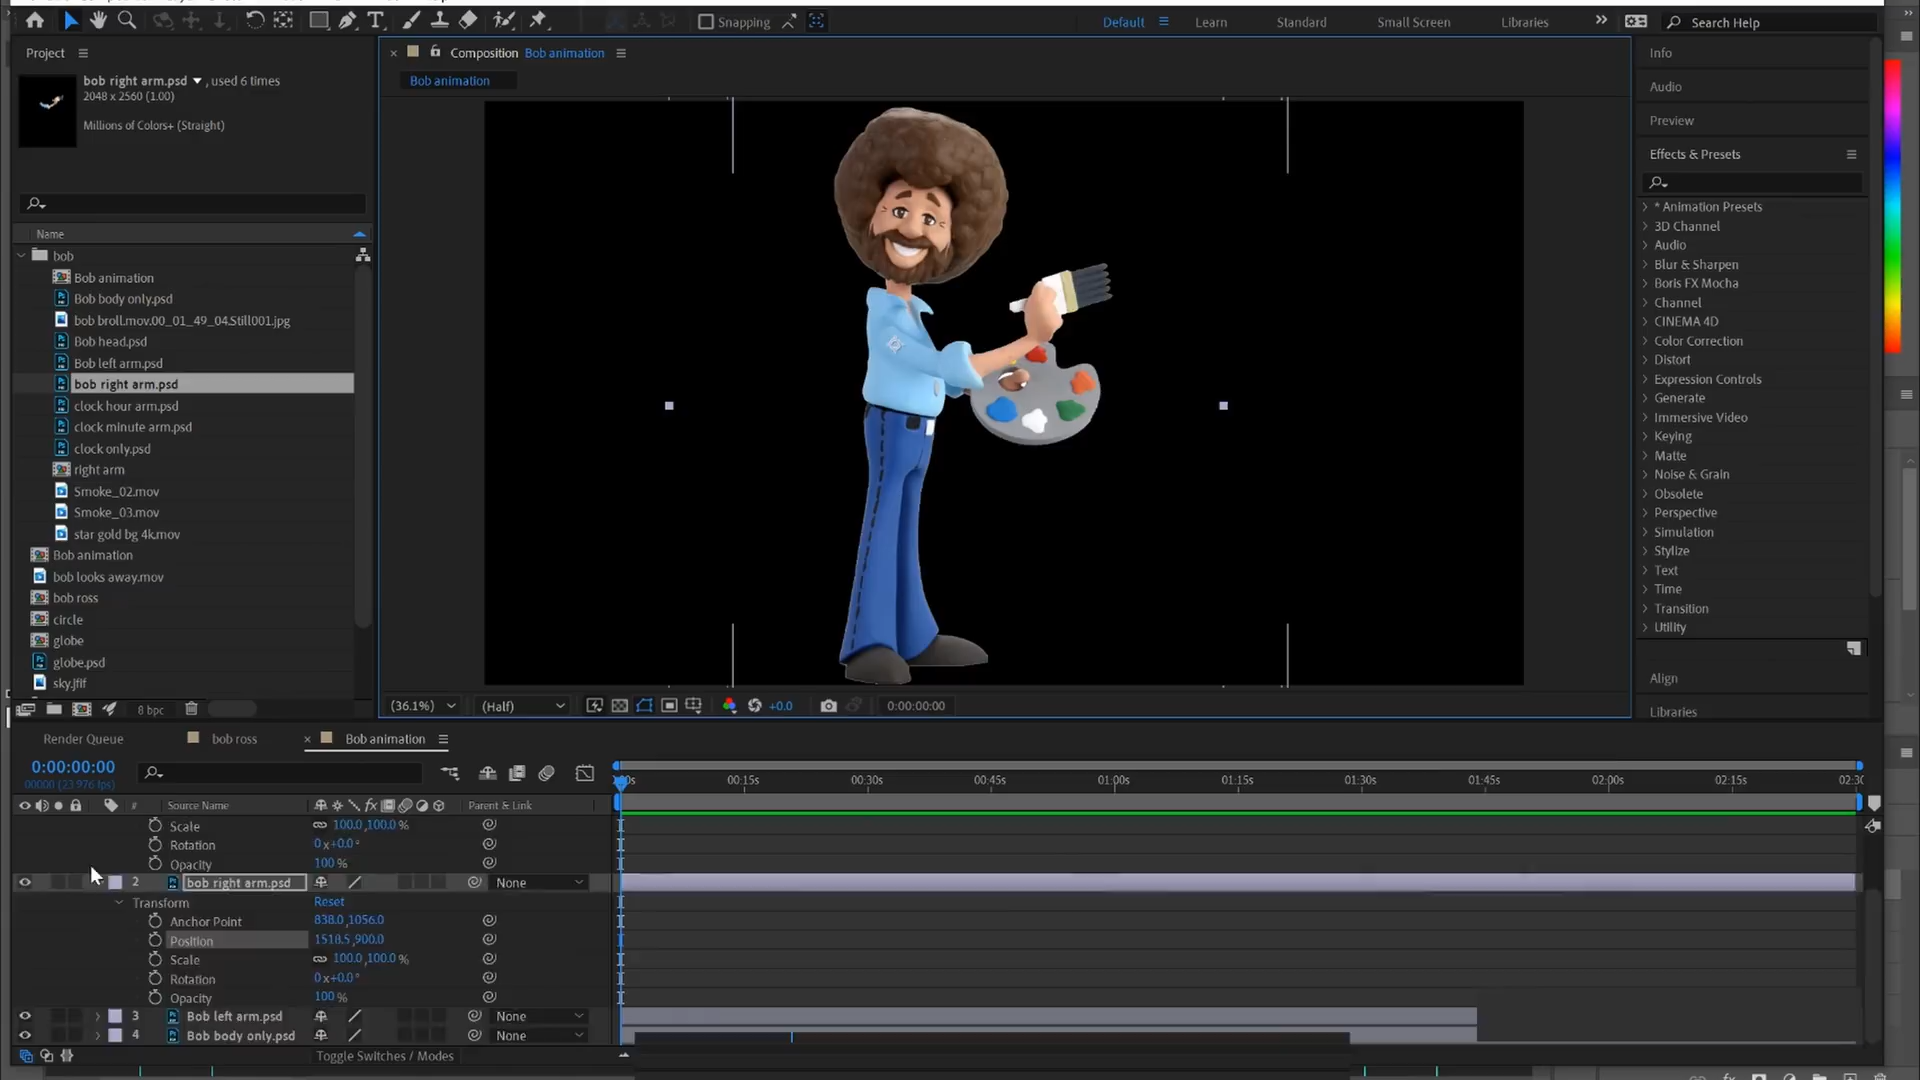 Snapping
Default
Learn
Standard
Small Screen
Libraries
Search Help
Project
bob right arm.psd , used 6 times
2048 x 2560 (1.00)
Millions of Colors+ (Straight)
Name
bob
Bob animation
Bob body only.psd
bob broll.mov.00_01_49_04.Still001.jpg
Bob head.psd
Bob left arm.psd
bob right arm.psd
clock hour arm.psd
clock minute arm.psd
clock only.psd
right arm
Smoke_02.mov
Smoke_03.mov
star gold bg 4k.mov
Bob animation
bob looks away.mov
bob ross
circle
globe
globe.psd
sky.jfif
8 bpc
Composition Bob animation
Bob animation
(36.1%)
(Half)
+0.0
0:00:00:00
Info
Audio
Preview
Effects & Presets
* Animation Presets
3D Channel
Audio
Blur & Sharpen
Boris FX Mocha
Channel
CINEMA 4D
Color Correction
Distort
Expression Controls
Generate
Immersive Video
Keying
Matte
Noise & Grain
Obsolete
Perspective
Simulation
Stylize
Text
Time
Transition
Utility
Align
Libraries
Render Queue
bob ross
Bob animation
0:00:00:00
00000 (23.976 fps)
00:15s
00:30s
00:45s
01:00s
01:15s
01:30s
01:45s
02:00s
02:15s
# Source Name
Parent & Link
Scale 100.0,100.0 %
Rotation 0x+0.0°
Opacity 100 %
2 bob right arm.psd None
Transform Reset
Anchor Point 838.0,1056.0
Position 1518.5,900.0
Scale 100.0,100.0 %
Rotation 0x+0.0°
Opacity 100 %
3 Bob left arm.psd None
4 Bob body only.psd None
Toggle Switches / Modes